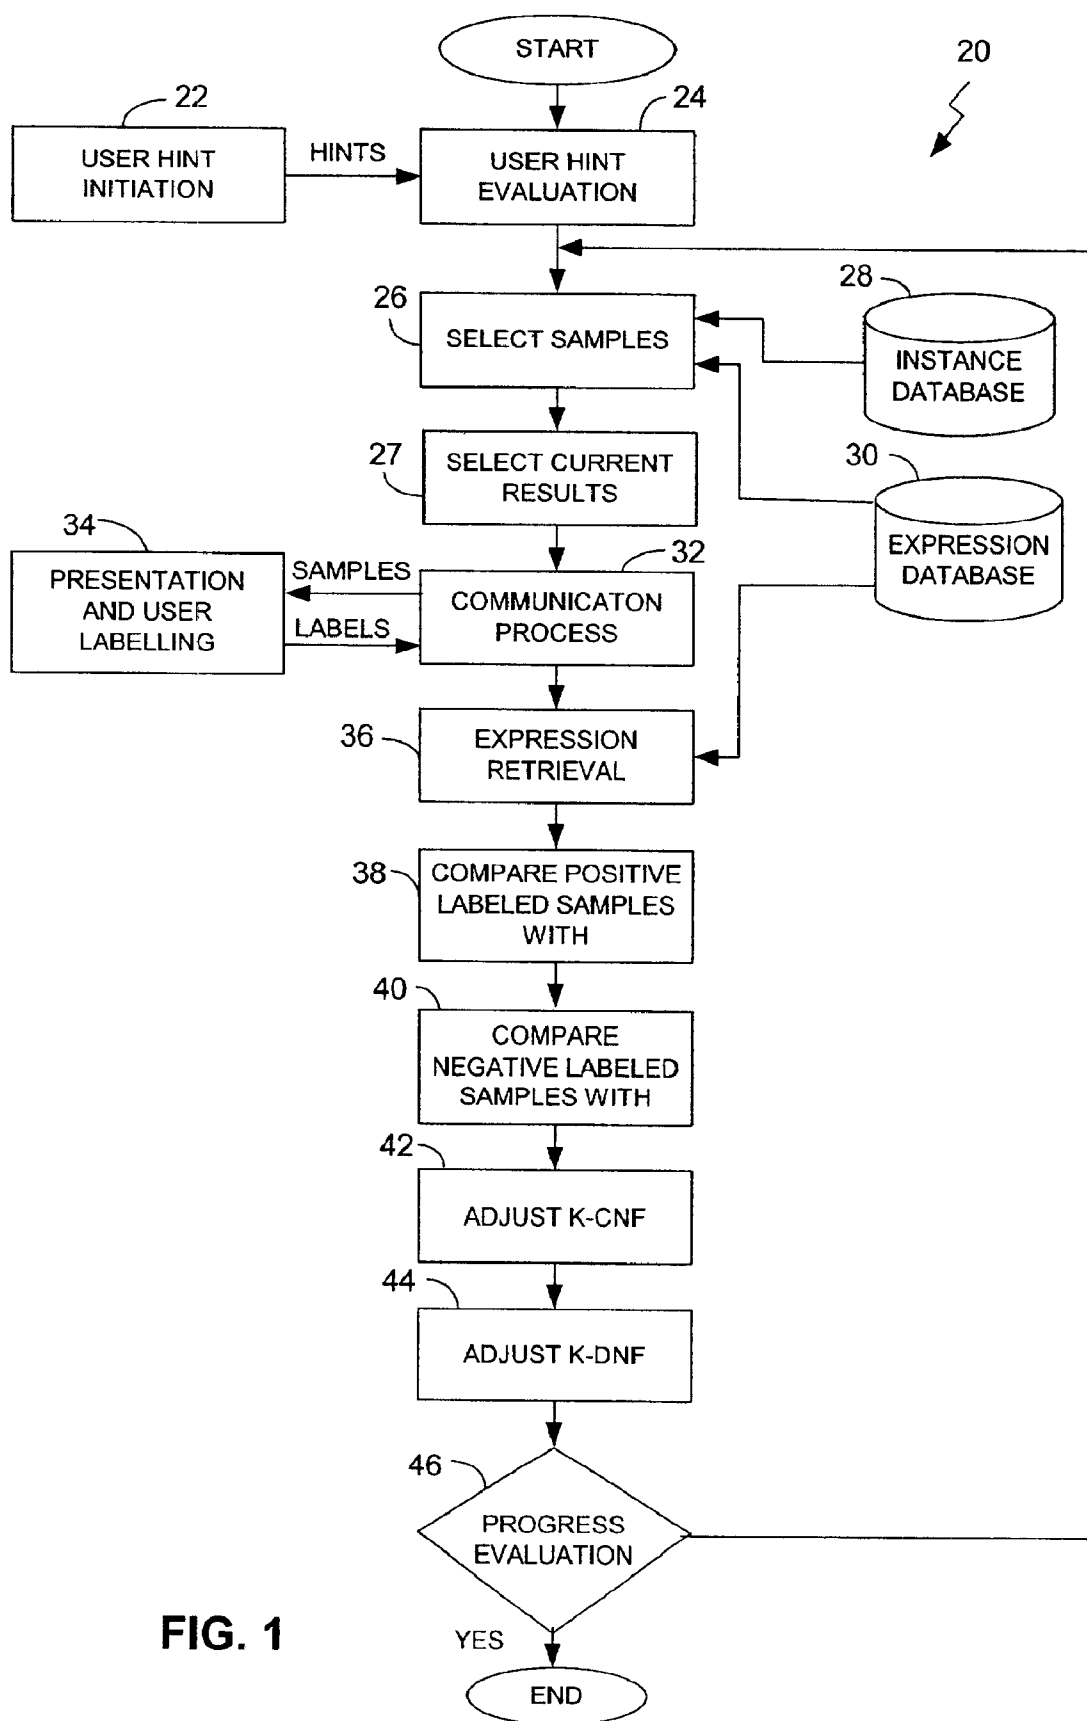 START
20
22
24
USER HINT
INITIATION
HINTS
USER HINT
EVALUATION
26
SELECT SAMPLES
28
INSTANCE
DATABASE
27
SELECT CURRENT
RESULTS
30
EXPRESSION
DATABASE
34
PRESENTATION
AND USER
LABELLING
SAMPLES
LABELS
32
COMMUNICATON
PROCESS
36
EXPRESSION
RETRIEVAL
38
COMPARE POSITIVE
LABELED SAMPLES
WITH
40
COMPARE
NEGATIVE LABELED
SAMPLES WITH
42
ADJUST K-CNF
44
ADJUST K-DNF
46
PROGRESS
EVALUATION
FIG. 1
YES
END